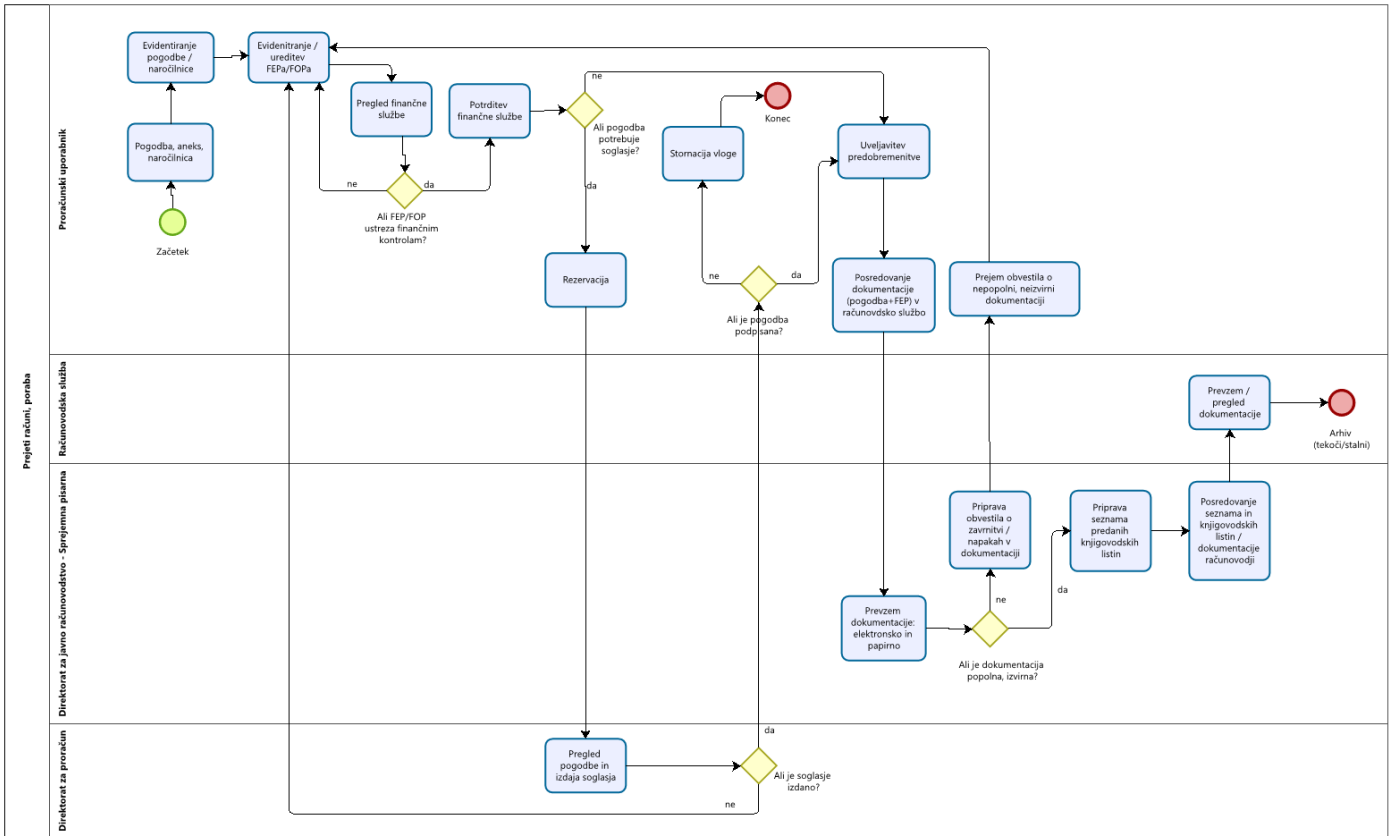 Prejeti računi, poraba
Proračunski uporabnik
Evidentiranje
pogodbe /
naročilnice
Evidenitranje /
ureditev
FEPa/FOPa
Pogodba, aneks,
naročilnica
Začetek
Pregled finančne
službe
ne
da
Ali FEP/FOP
ustreza finančnim
kontrolam?
Potrditev
finančne službe
ne
Ali pogodba
potrebuje
soglasje?
da
Rezervacija
Konec
Stornacija vloge
ne
da
Ali je pogodba
podpisana?
Uveljavitev
predobremenitve
Posredovanje
dokumentacije
(pogodba+FEP) v
računovdsko službo
Prejem obvestila o
nepopolni, neizvirni
dokumentaciji
Računovodska služba
Prevzem /
pregled
dokumentacije
Arhiv
(tekoči/stalni)
Direktorat za javno računovodstvo - Sprejemna pisarna
Priprava
obvestila o
zavrnitvi /
napakah v
dokumentaciji
Priprava
seznama
predanih
knjigovodskih
listin
Posredovanje
seznama in
knjigovodskih
listin /
dokumentacije
računovodji
ne
da
Prevzem
dokumentacije:
elektronsko in
papirno
Ali je dokumentacija
popolna, izvirna?
Direktorat za proračun
Pregled
pogodbe in
izdaja soglasja
da
Ali je soglasje
izdano?
ne